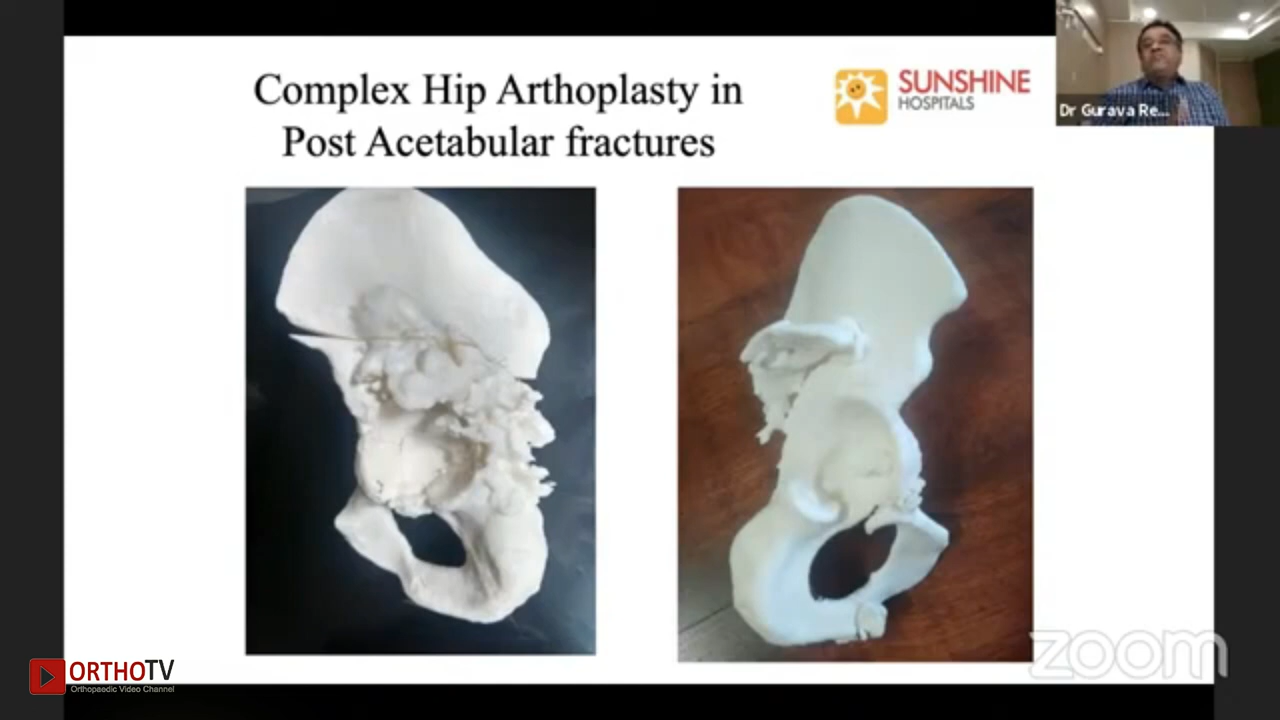 Complex Hip Arthoplasty in
Post Acetabular fractures
SUNSHINE
HOSPITALS
Dr Gurava Re...
ORTHOTV
Orthopaedic Video Channel
zoom